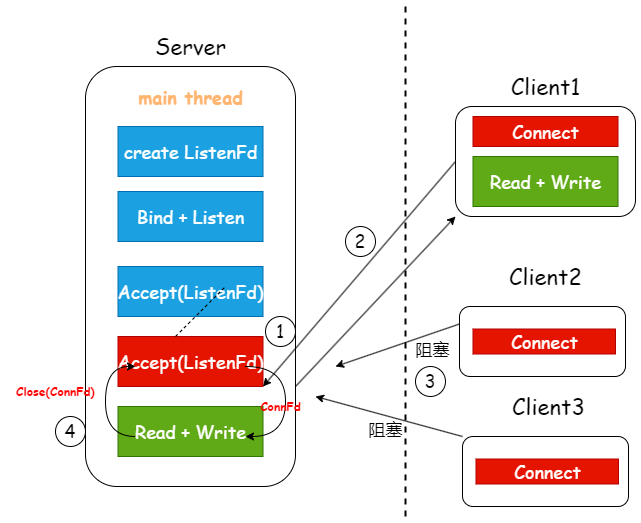 Server
main thread
create ListenFd
Bind + Listen
Accept(ListenFd)
1
Accept(ListenFd)
Close(ConnFd)
ConnFd
4
Read + Write
2
Client1
Connect
Read + Write
Client2
Connect
阻塞
3
Client3
阻塞
Connect